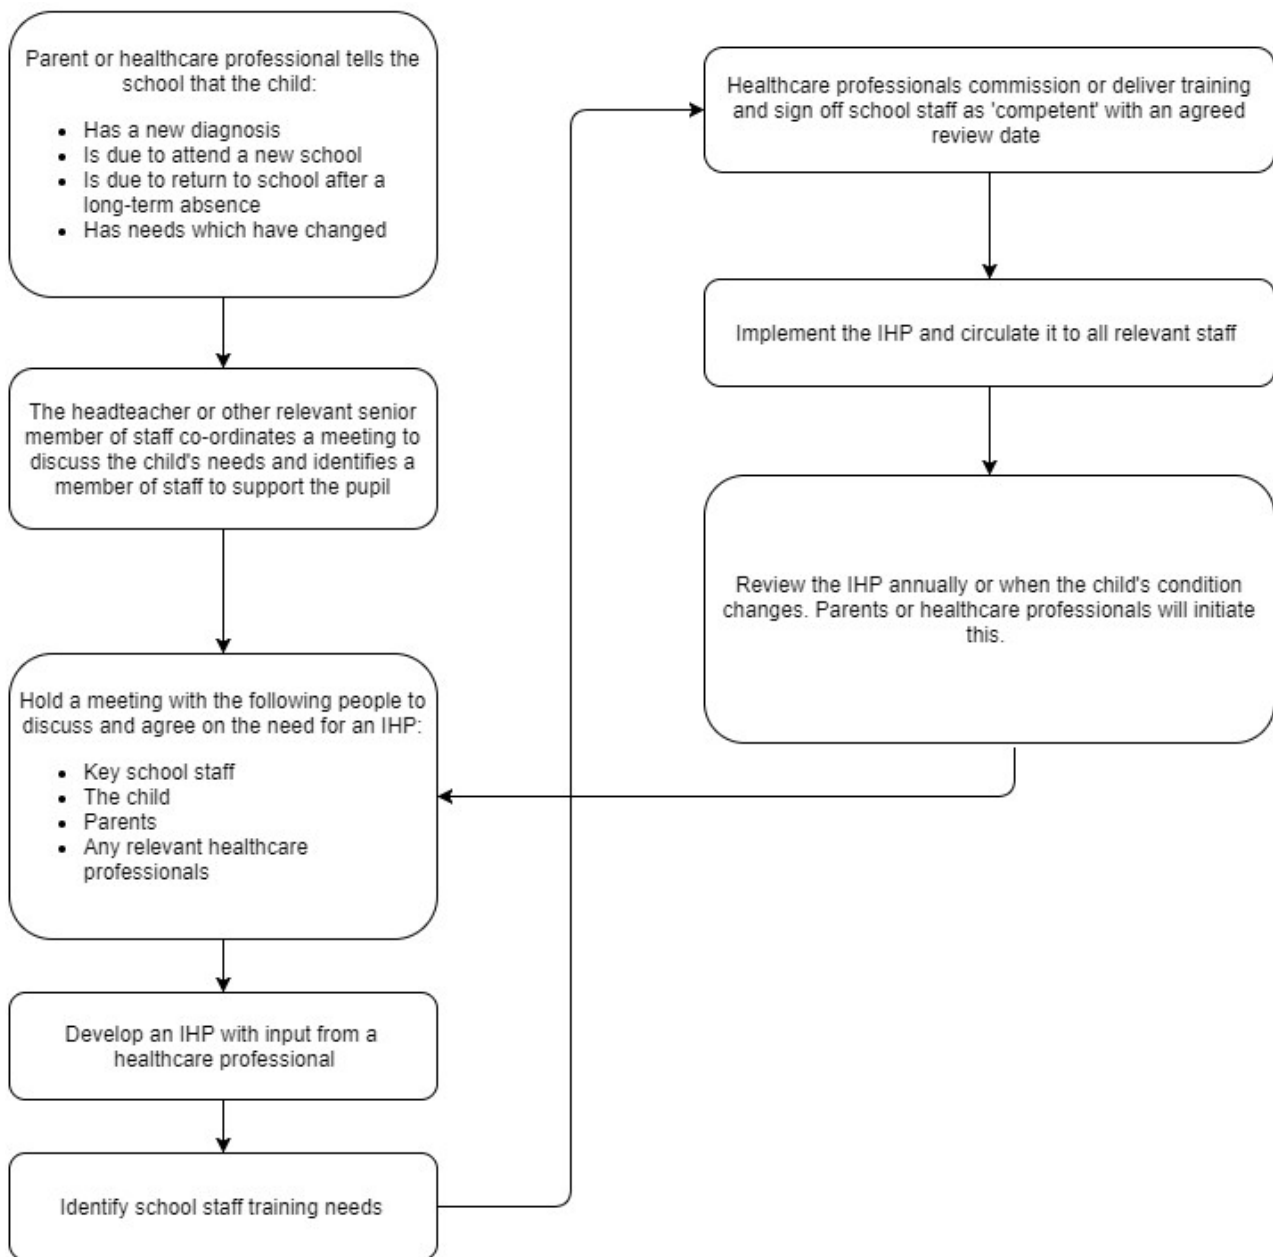 Parent or healthcare professional tells the
school that the child:
• Has a new diagnosis
• Is due to attend a new school
• Is due to return to school after a
long-term absence
• Has needs which have changed
The headteacher or other relevant senior
member of staff co-ordinates a meeting to
discuss the child's needs and identifies a
member of staff to support the pupil
Hold a meeting with the following people to
discuss and agree on the need for an IHP:
• Key school staff
• The child
• Parents
• Any relevant healthcare
professionals
Develop an IHP with input from a
healthcare professional
Identify school staff training needs
Healthcare professionals commission or deliver training
and sign off school staff as 'competent' with an agreed
review date
Implement the IHP and circulate it to all relevant staff
Review the IHP annually or when the child's condition
changes. Parents or healthcare professionals will initiate
this.